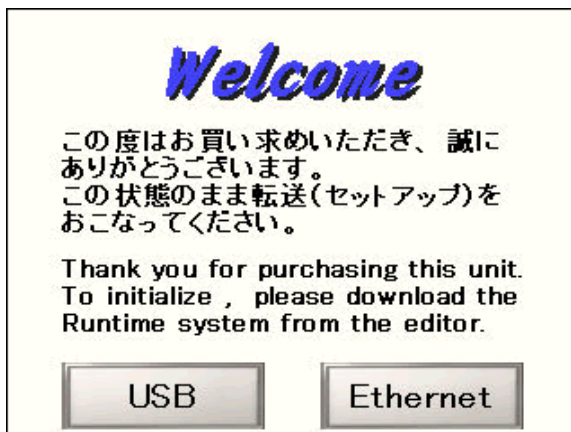 Welcome
この度はお買い求めいただき、誠に
ありがとうございます。
この状態のまま転送(セットアップ)を
おこなってください。
Thank you for purchasing this unit.
To initialize , please download the
Runtime system from the editor.
USB
Ethernet